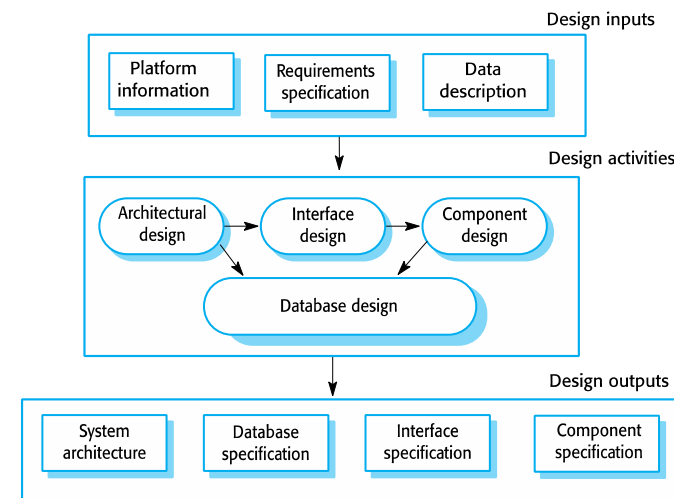 Design inputs
Platform
information
Requirements
specification
Data
description
Design activities
Architectural
design
Interface
design
Component
design
Database design
Design outputs
System
architecture
Database
specification
Interface
specification
Component
specification